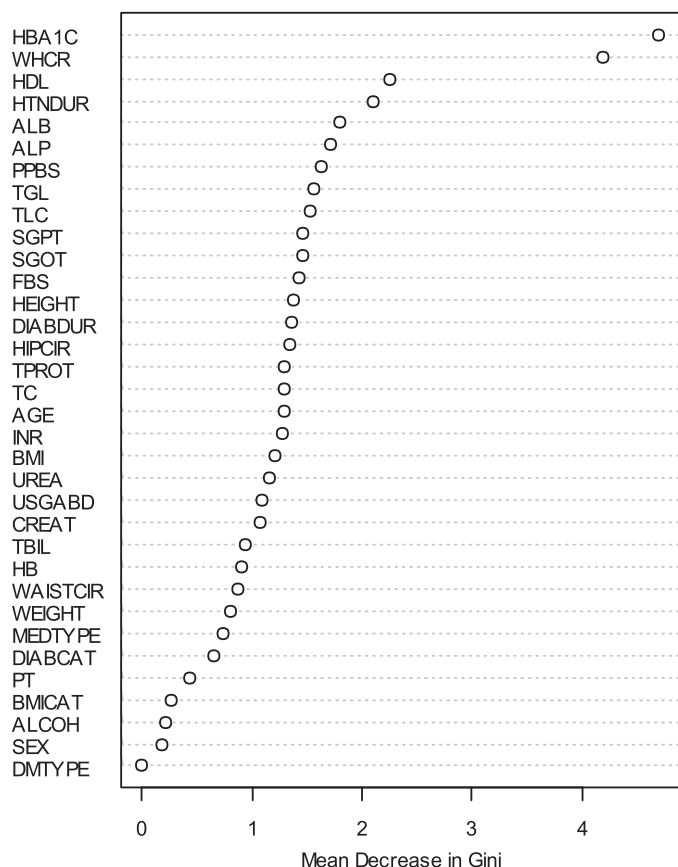 HBA1C
WHCR
HDL
HTNDUR
ALB
ALP
PPBS
TGL
TLC
SGPT
SGOT
FBS
HEIGHT
DIABDUR
HIPCIR
TPROT
TC
AGE
INR
BMI
UREA
USGABD
CREAT
TBIL
HB
WAISTCIR
WEIGHT
MEDTYPE
DIABCAT
PT
BMICAT
ALCOH
SEX
DMTYPE
0 1 2 3 4
Mean Decrease in Gini